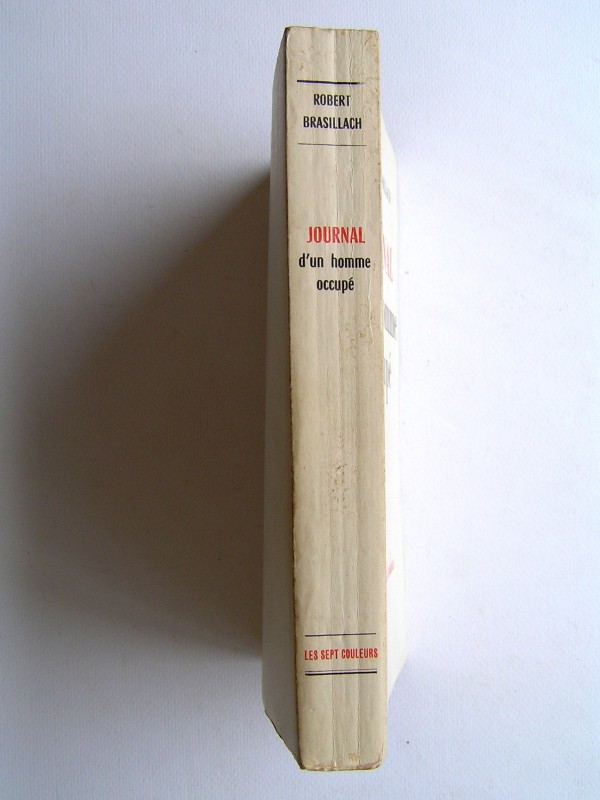 ROBERT
BRASILLACH
JOURNAL
d'un homme
occupé
LES SEPT COULEURS